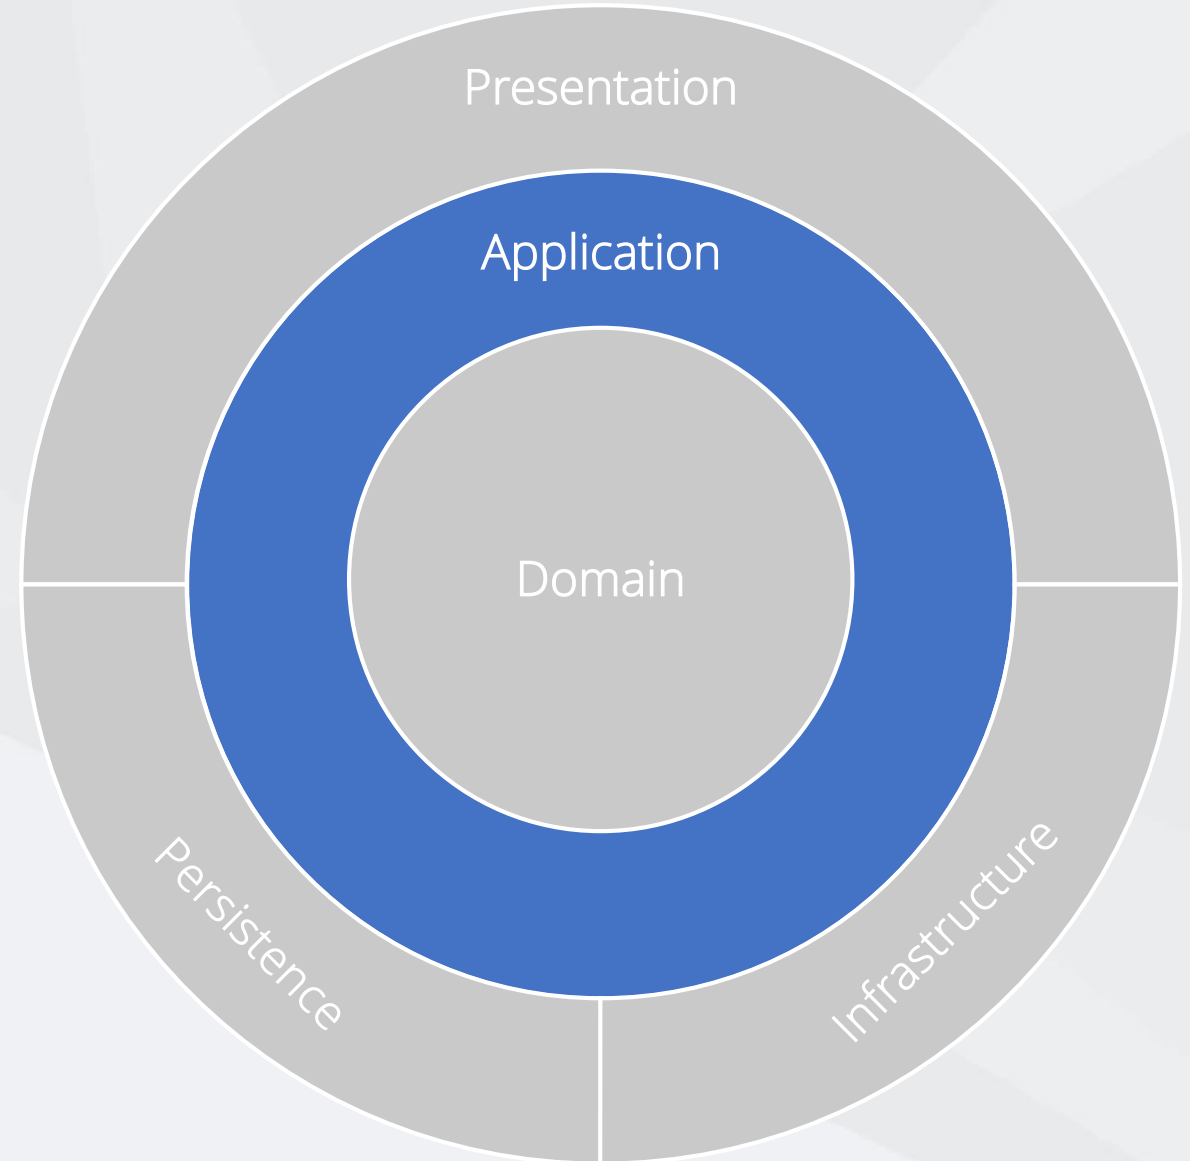 Presentation
Application
Domain
Persistence
Infrastructure